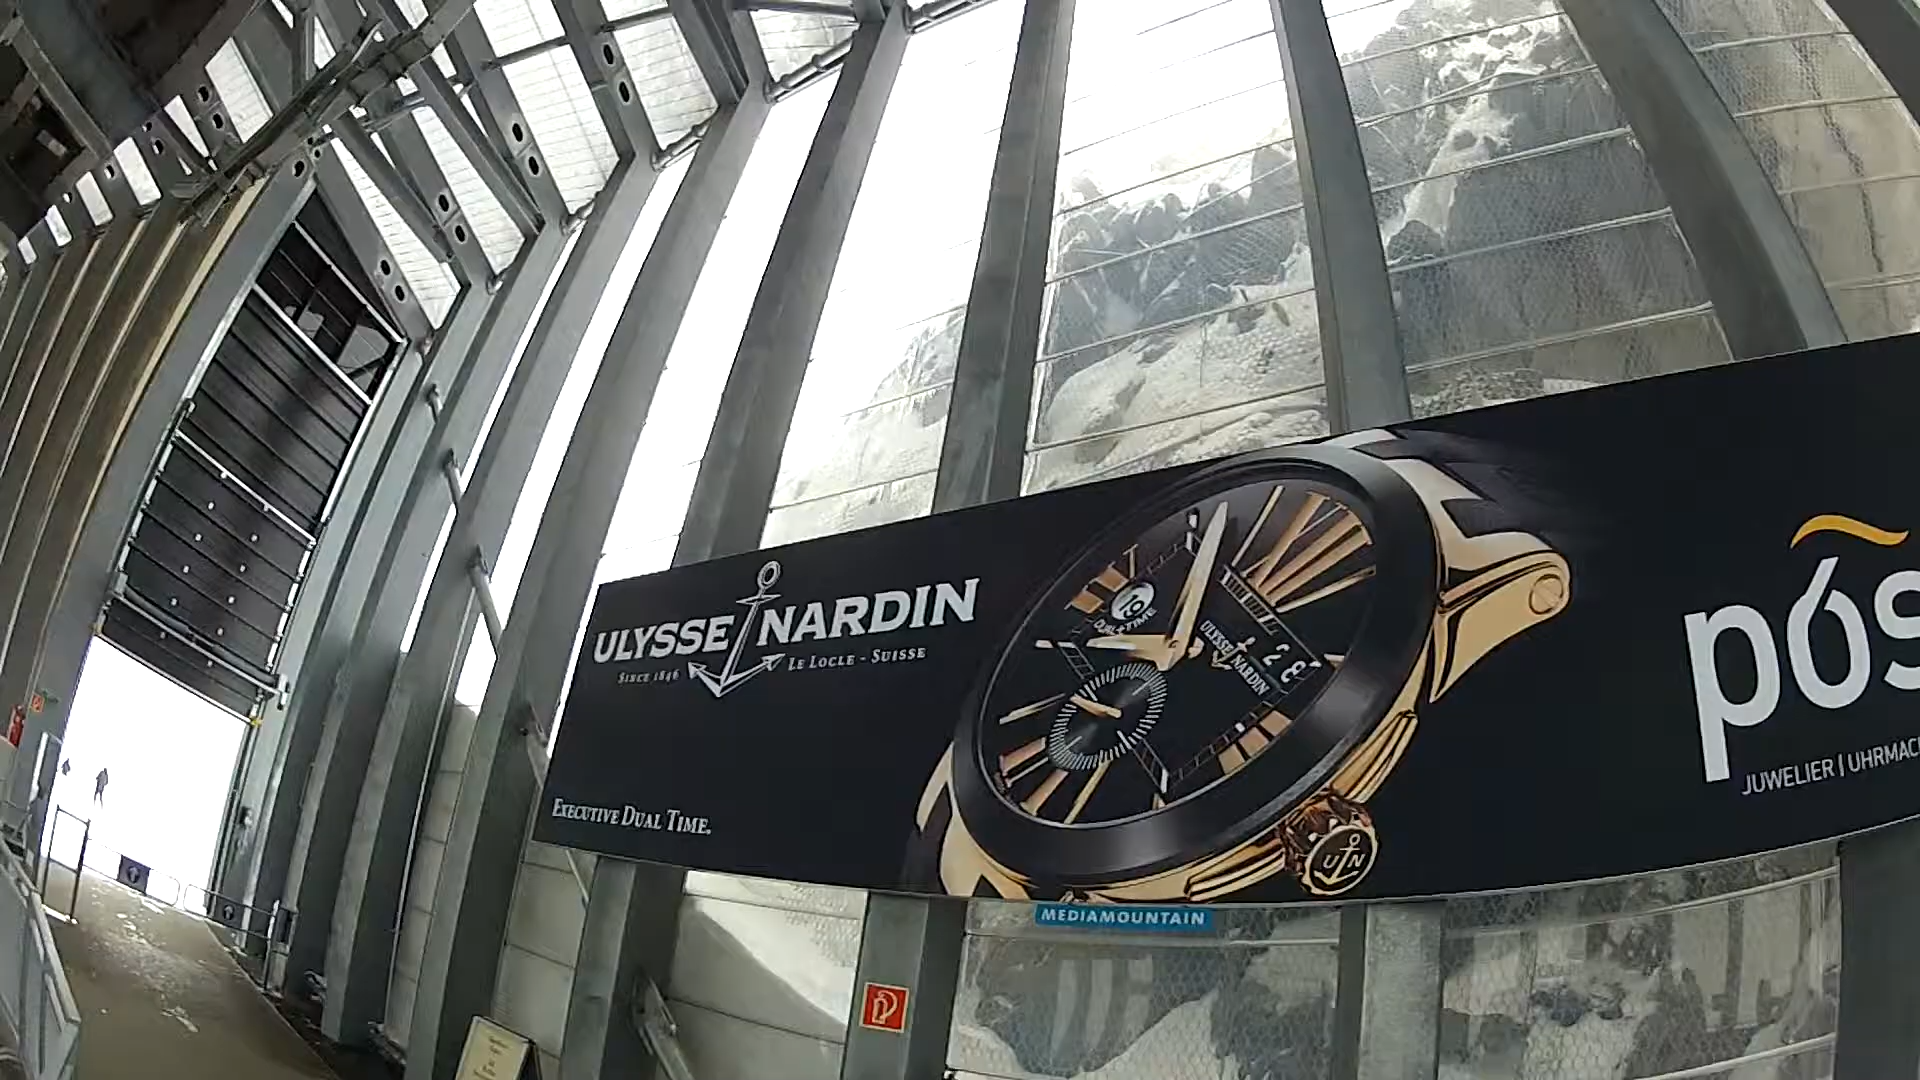 ULYSSE NARDIN
SINCE 1846 LE LOCLE - SUISSE
EXECUTIVE DUAL TIME.
19
DUAL TIME
ULYSSE NARDIN
UN
pós
JUWELIER | UHRMAC
MEDIAMOUNTAIN